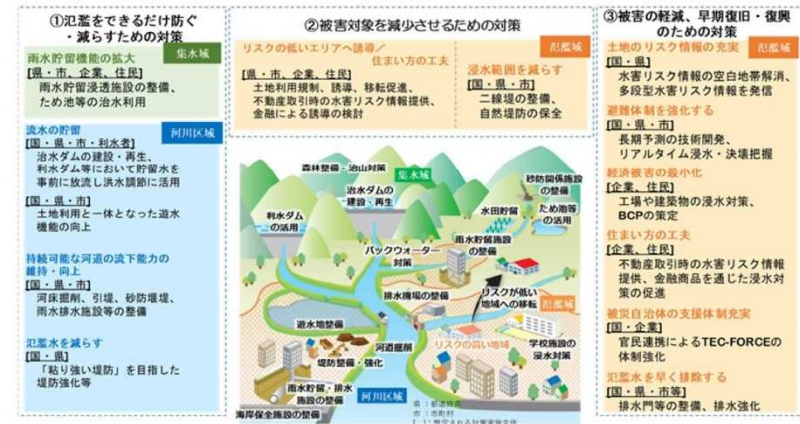 ①氾濫をできるだけ防ぐ
・減らすための対策
集水域
雨水貯留機能の拡大
[県・市、企業、住民]
雨水貯留浸透施設の整備、
ため池等の治水利用
河川区域
流水の貯留
[国・県・市・利水者]
治水ダムの建設・再生、
利水ダム等において貯留水を
事前に放流し洪水調節に活用
[国・県・市]
土地利用と一体となった遊水
機能の向上
持続可能な河道の流下能力の
維持・向上
[国・県・市]
河床掘削、引堤、砂防堰堤、
雨水排水施設等の整備
氾濫水を減らす
[国・県]
「粘り強い堤防」を目指した
堤防強化等
②被害対象を減少させるための対策
リスクの低いエリアへ誘導／
住まい方の工夫
[県・市、企業、住民]
土地利用規制、誘導、移転促進、
不動産取引時の水害リスク情報提供、
金融による誘導の検討
氾濫域
浸水範囲を減らす
[国・県・市]
二線堤の整備、
自然堤防の保全
森林整備・治山対策
集水域
治水ダムの
建設・再生
砂防関係施設
の整備
利水ダム
の活用
水田貯留
ため池等
の活用
バックウォーター
対策
雨水貯留施設
の整備
排水機場の整備
リスクが低い
地域への移転
氾濫域
遊水地整備
河道掘削
リスクの高い地域
学校施設の
浸水対策
堤防整備・強化
雨水貯留・排水
施設の整備
河川区域
海岸保全施設の整備
県：都道府県
市：市町村
[ ]：想定される対策実施主体
③被害の軽減、早期復旧・復興
のための対策
土地のリスク情報の充実
氾濫域
[国・県]
水害リスク情報の空白地帯解消、
多段型水害リスク情報を発信
避難体制を強化する
[国・県・市]
長期予測の技術開発、
リアルタイム浸水・決壊把握
経済被害の最小化
[企業、住民]
工場や建築物の浸水対策、
BCPの策定
住まい方の工夫
[企業、住民]
不動産取引時の水害リスク情報
提供、金融商品を通じた浸水対
策の促進
被災自治体の支援体制充実
[国・企業]
官民連携によるTEC-FORCEの
体制強化
氾濫水を早く排除する
[国・県・市等]
排水門等の整備、排水強化